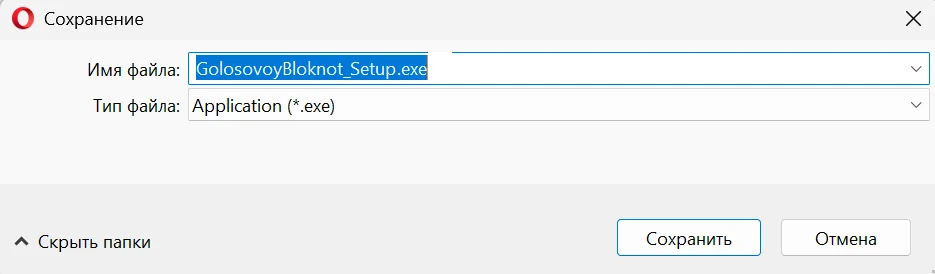 Сохранение
Имя файла: GolosovoyBloknot_Setup.exe
Тип файла: Application (*.exe)
Скрыть папки
Сохранить
Отмена